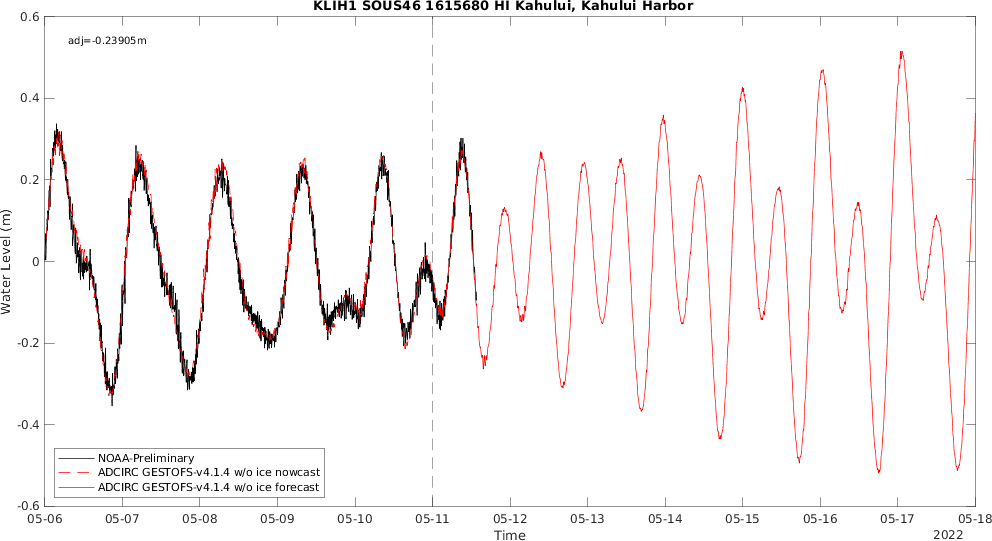 KLIH1 SOUS46 1615680 HI Kahului, Kahului Harbor
adj=-0.23905m
0.6
0.4
0.2
0
-0.2
-0.4
-0.6
Water Level (m)
NOAA-Preliminary
ADCIRC GESTOFS-v4.1.4 w/o ice nowcast
ADCIRC GESTOFS-v4.1.4 w/o ice forecast
05-06 05-07 05-08 05-09 05-10 05-11 05-12 05-13 05-14 05-15 05-16 05-17 05-18
Time
2022